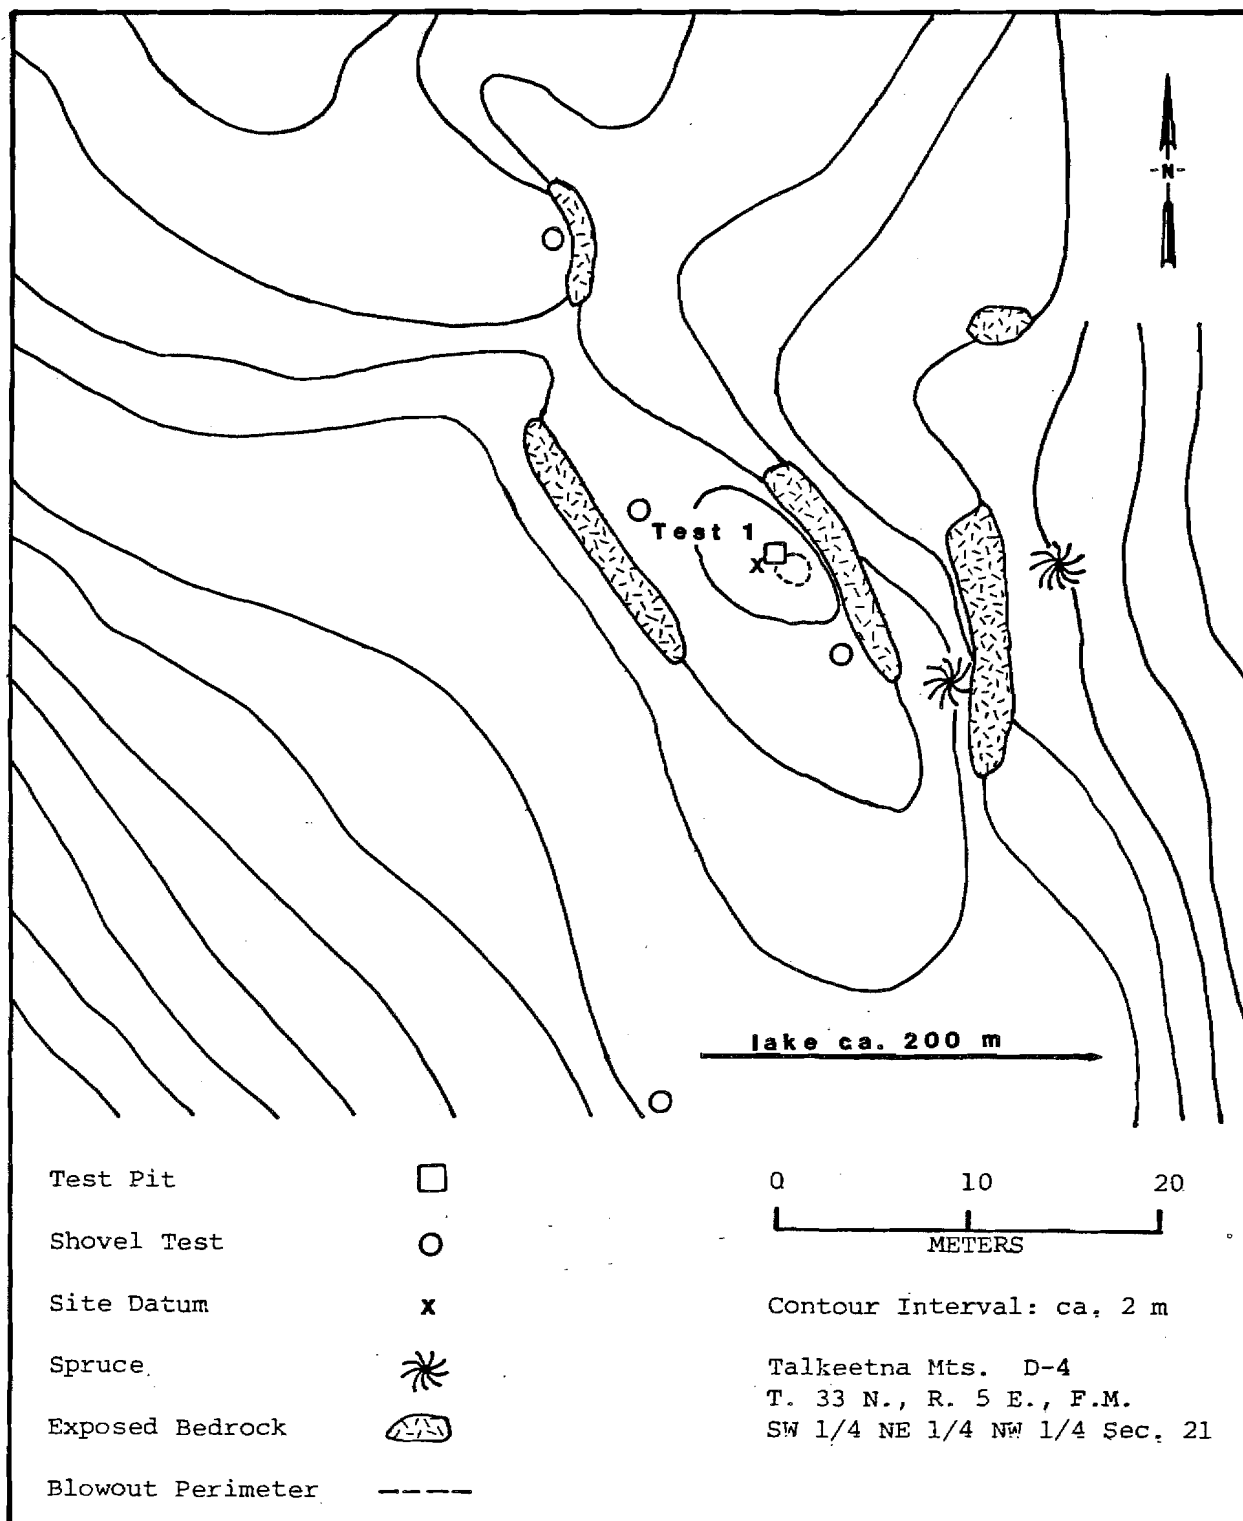 -N-
Test 1
x
lake ca. 200 m
Test Pit
Shovel Test
Site Datum x
Spruce
Exposed Bedrock
Blowout Perimeter
0 10 20
METERS
Contour Interval: ca. 2 m
Talkeetna Mts. D-4
T. 33 N., R. 5 E., F.M.
SW 1/4 NE 1/4 NW 1/4 Sec. 21